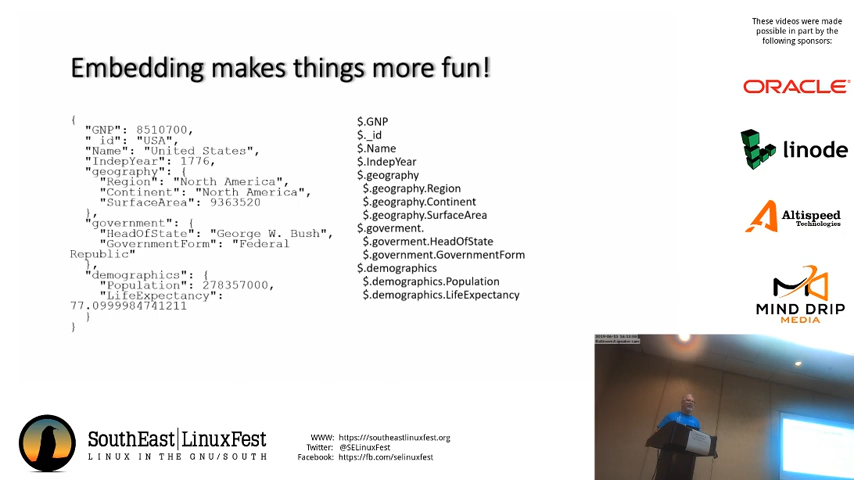 These videos were made
possible in part by the
following sponsors:
Embedding makes things more fun!
{
"GNP": 8510700,
"_id": "USA",
"Name": "United States",
"IndepYear": 1776,
"geography": {
"Region": "North America",
"Continent": "North America",
"SurfaceArea": 9363520
},
"government": {
"HeadOfState": "George W. Bush",
"GovernmentForm": "Federal
Republic"
},
"demographics": {
"Population": 278357000,
"LifeExpectancy":
77.0999984741211
}
}
$.GNP
$._id
$.Name
$.IndepYear
$.geography
$.geography.Region
$.geography.Continent
$.geography.SurfaceArea
$.goverment.
$.goverment.HeadOfState
$.government.GovernmentForm
$.demographics
$.demographics.Population
$.demographics.LifeExpectancy
ORACLE
linode
Altispeed
Technologies
MIND DRIP
MEDIA
SouthEast|LinuxFest
LINUX IN THE GNU/SOUTH
WWW: https:///southeastlinuxfest.org
Twitter: @SELinuxFest
Facebook: https://fb.com/selinuxfest